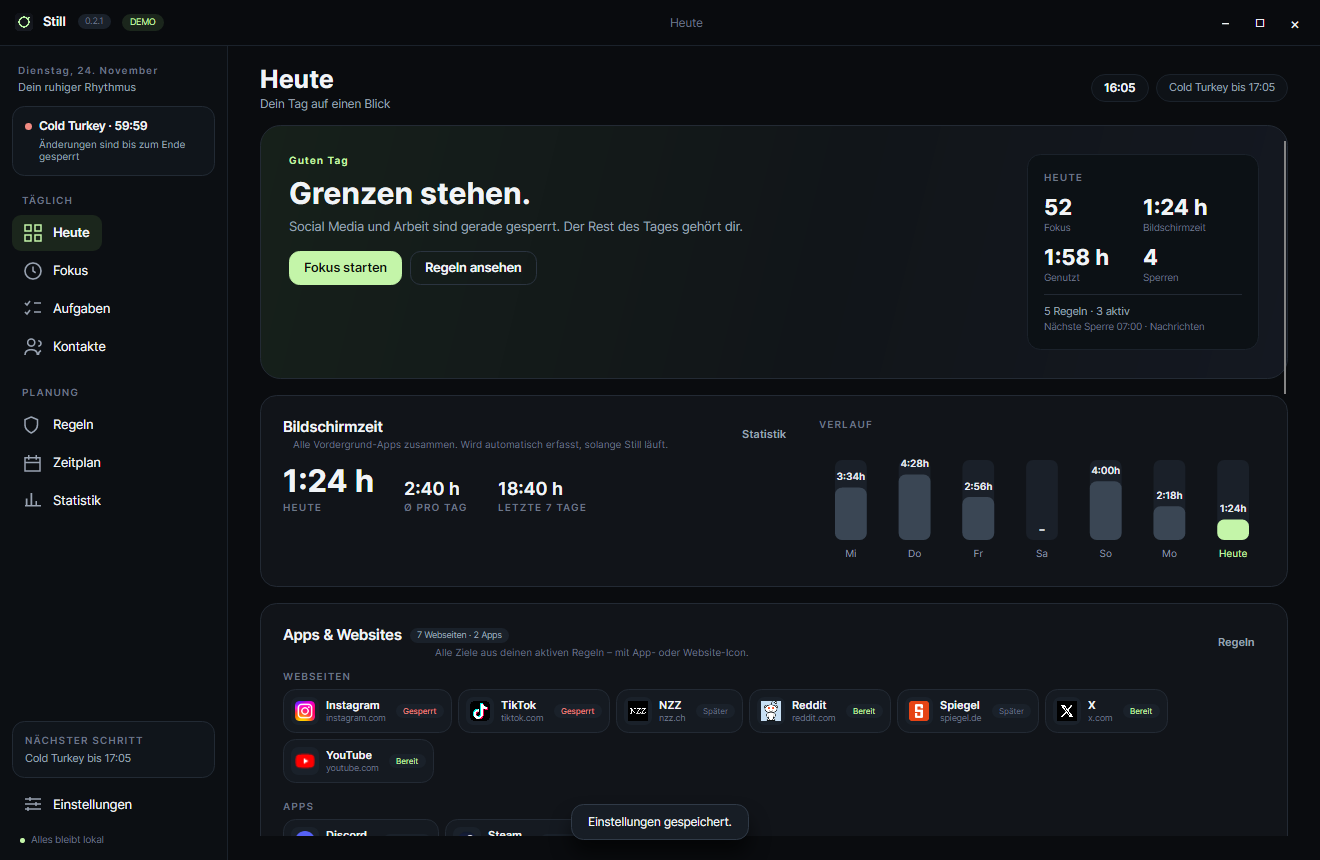 Still 0.2.1 DEMO
Heute
Dienstag, 24. November
Dein ruhiger Rhythmus
Cold Turkey · 59:59
Änderungen sind bis zum Ende
gesperrt
TÄGLICH
Heute
Fokus
Aufgaben
Kontakte
PLANUNG
Regeln
Zeitplan
Statistik
NÄCHSTER SCHRITT
Cold Turkey bis 17:05
Einstellungen
Alles bleibt lokal
Heute
Dein Tag auf einen Blick
16:05
Cold Turkey bis 17:05
Guten Tag
Grenzen stehen.
Social Media und Arbeit sind gerade gesperrt. Der Rest des Tages gehört dir.
Fokus starten
Regeln ansehen
HEUTE
52 1:24 h
Fokus Bildschirmzeit
1:58 h 4
Genutzt Sperren
5 Regeln · 3 aktiv
Nächste Sperre 07:00 · Nachrichten
Bildschirmzeit
Alle Vordergrund-Apps zusammen. Wird automatisch erfasst, solange Still läuft.
Statistik
1:24 h 2:40 h 18:40 h
HEUTE Ø PRO TAG LETZTE 7 TAGE
VERLAUF
3:34h 4:28h 2:56h – 4:00h 2:18h 1:24h
Mi Do Fr Sa So Mo Heute
Apps & Websites 7 Webseiten · 2 Apps
Alle Ziele aus deinen aktiven Regeln – mit App- oder Website-Icon.
Regeln
WEBSEITEN
Instagram
instagram.com
Gesperrt
TikTok
tiktok.com
Gesperrt
NZZ
NZZ
nzz.ch
Später
Reddit
reddit.com
Bereit
Spiegel
spiegel.de
Später
X
x.com
Bereit
YouTube
youtube.com
Bereit
APPS
Discord
Steam
Einstellungen gespeichert.